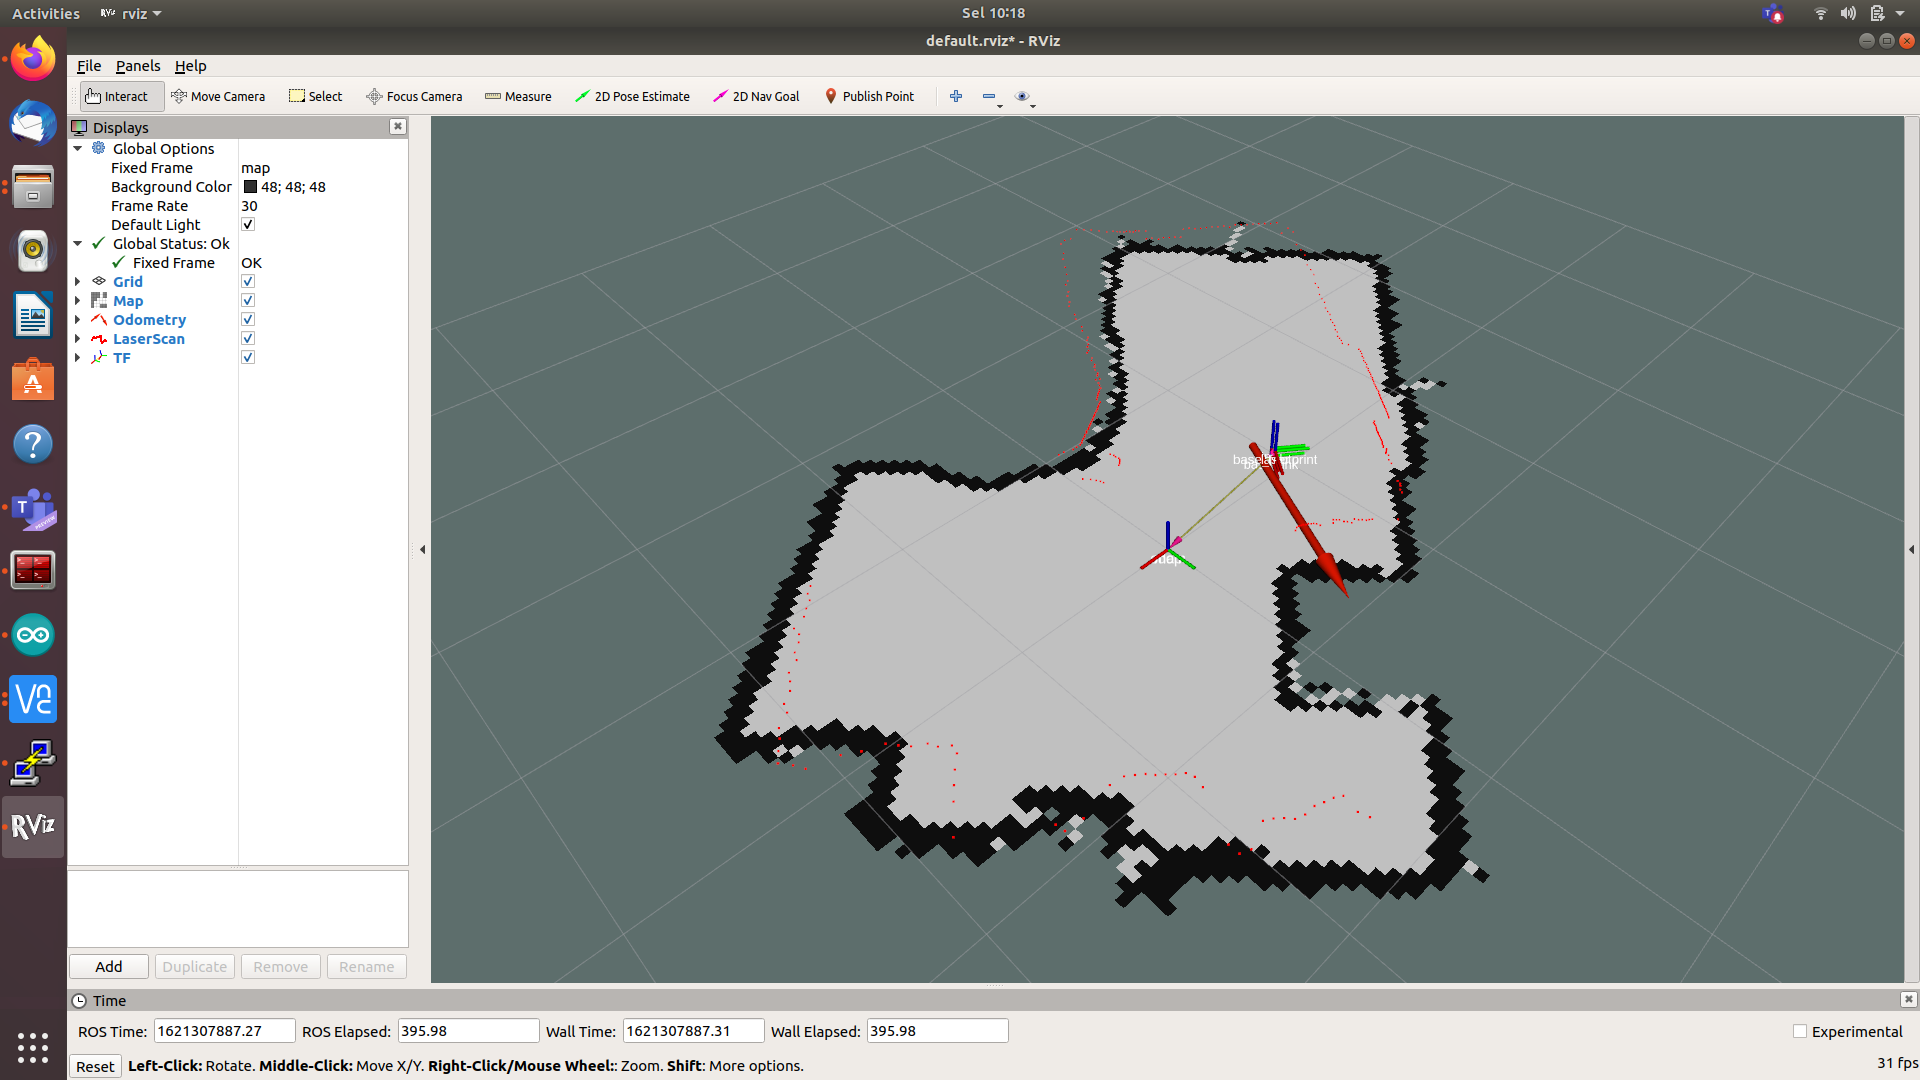 Activities
RViz rviz
Sel 10:18
default.rviz* - RViz
File Panels Help
Interact Move Camera Select Focus Camera Measure 2D Pose Estimate 2D Nav Goal Publish Point
Displays
Global Options
Fixed Frame map
Background Color 48; 48; 48
Frame Rate 30
Default Light
Global Status: Ok
Fixed Frame OK
Grid
Map
Odometry
LaserScan
TF
map
PREVIEW
RViz
Add Duplicate Remove Rename
Time
ROS Time: 1621307887.27 ROS Elapsed: 395.98 Wall Time: 1621307887.31 Wall Elapsed: 395.98 Experimental
Reset Left-Click: Rotate. Middle-Click: Move X/Y. Right-Click/Mouse Wheel:: Zoom. Shift: More options. 31 fps